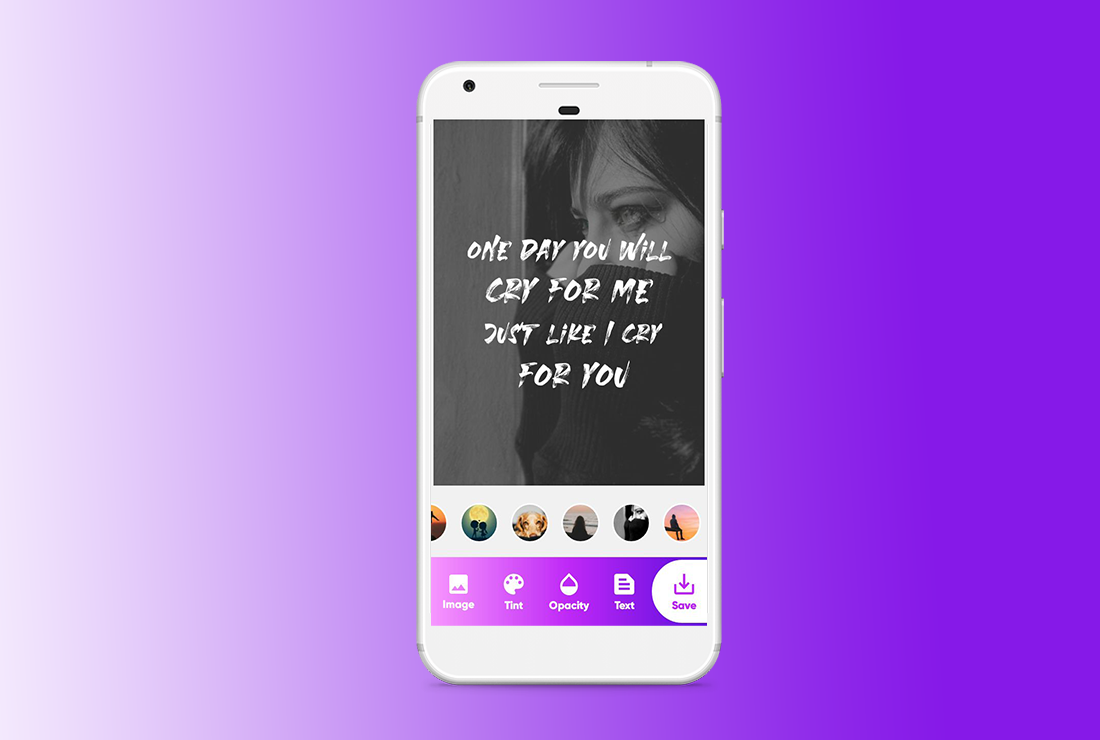 ONE DAY YOU WiLL
CRY FOR ME
JUST LiKE I CRY
FOR YOU
Image
Tint
Opacity
Text
Save